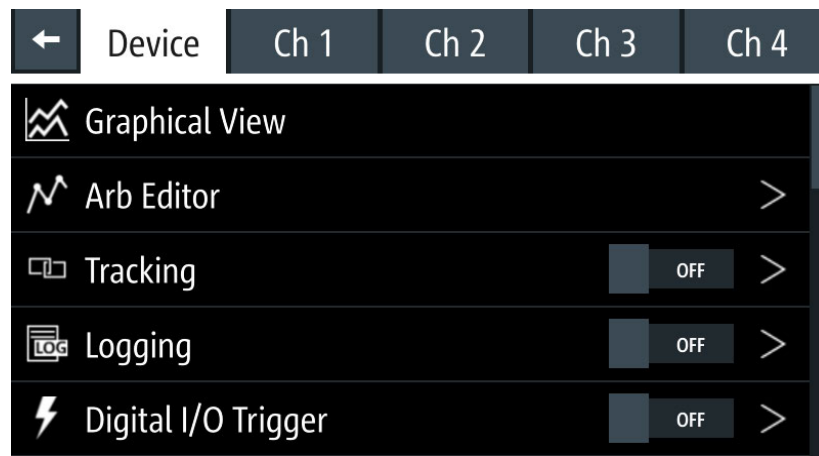 Device Ch 1 Ch 2 Ch 3 Ch 4
Graphical View
Arb Editor
Tracking OFF
LOG Logging OFF
Digital I/O Trigger OFF